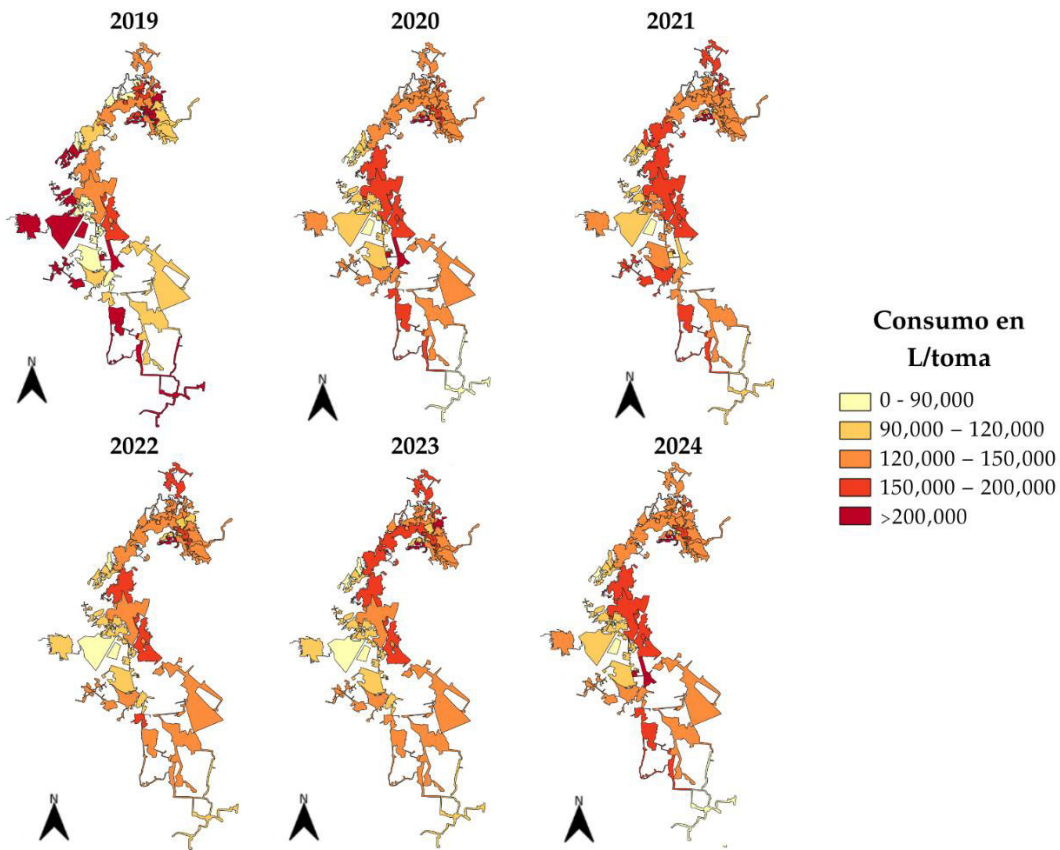 2019
2020
2021
N
N
N
Consumo en
L/toma
0 - 90,000
90,000 – 120,000
120,000 – 150,000
150,000 – 200,000
>200,000
2022
2023
2024
N
N
N